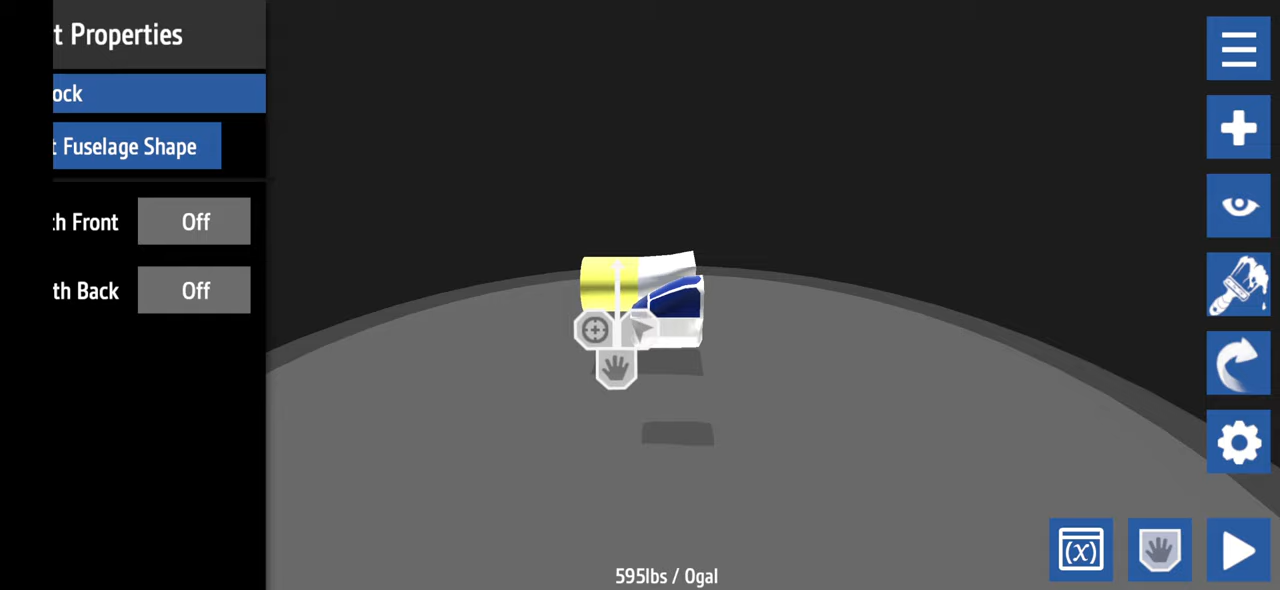 t Properties
ock
t Fuselage Shape
th Front Off
th Back Off
(x)
595lbs / 0gal